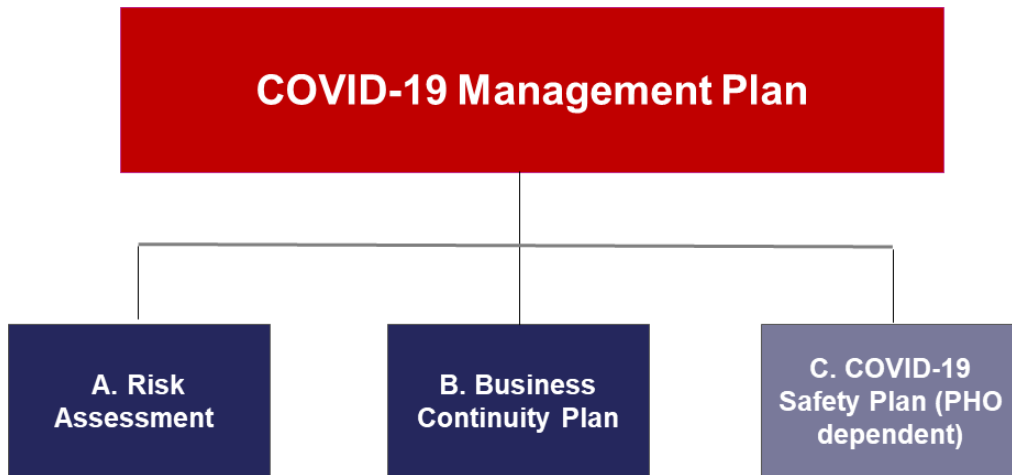 COVID-19 Management Plan
A. Risk
Assessment
B. Business
Continuity Plan
C. COVID-19
Safety Plan (PHO
dependent)